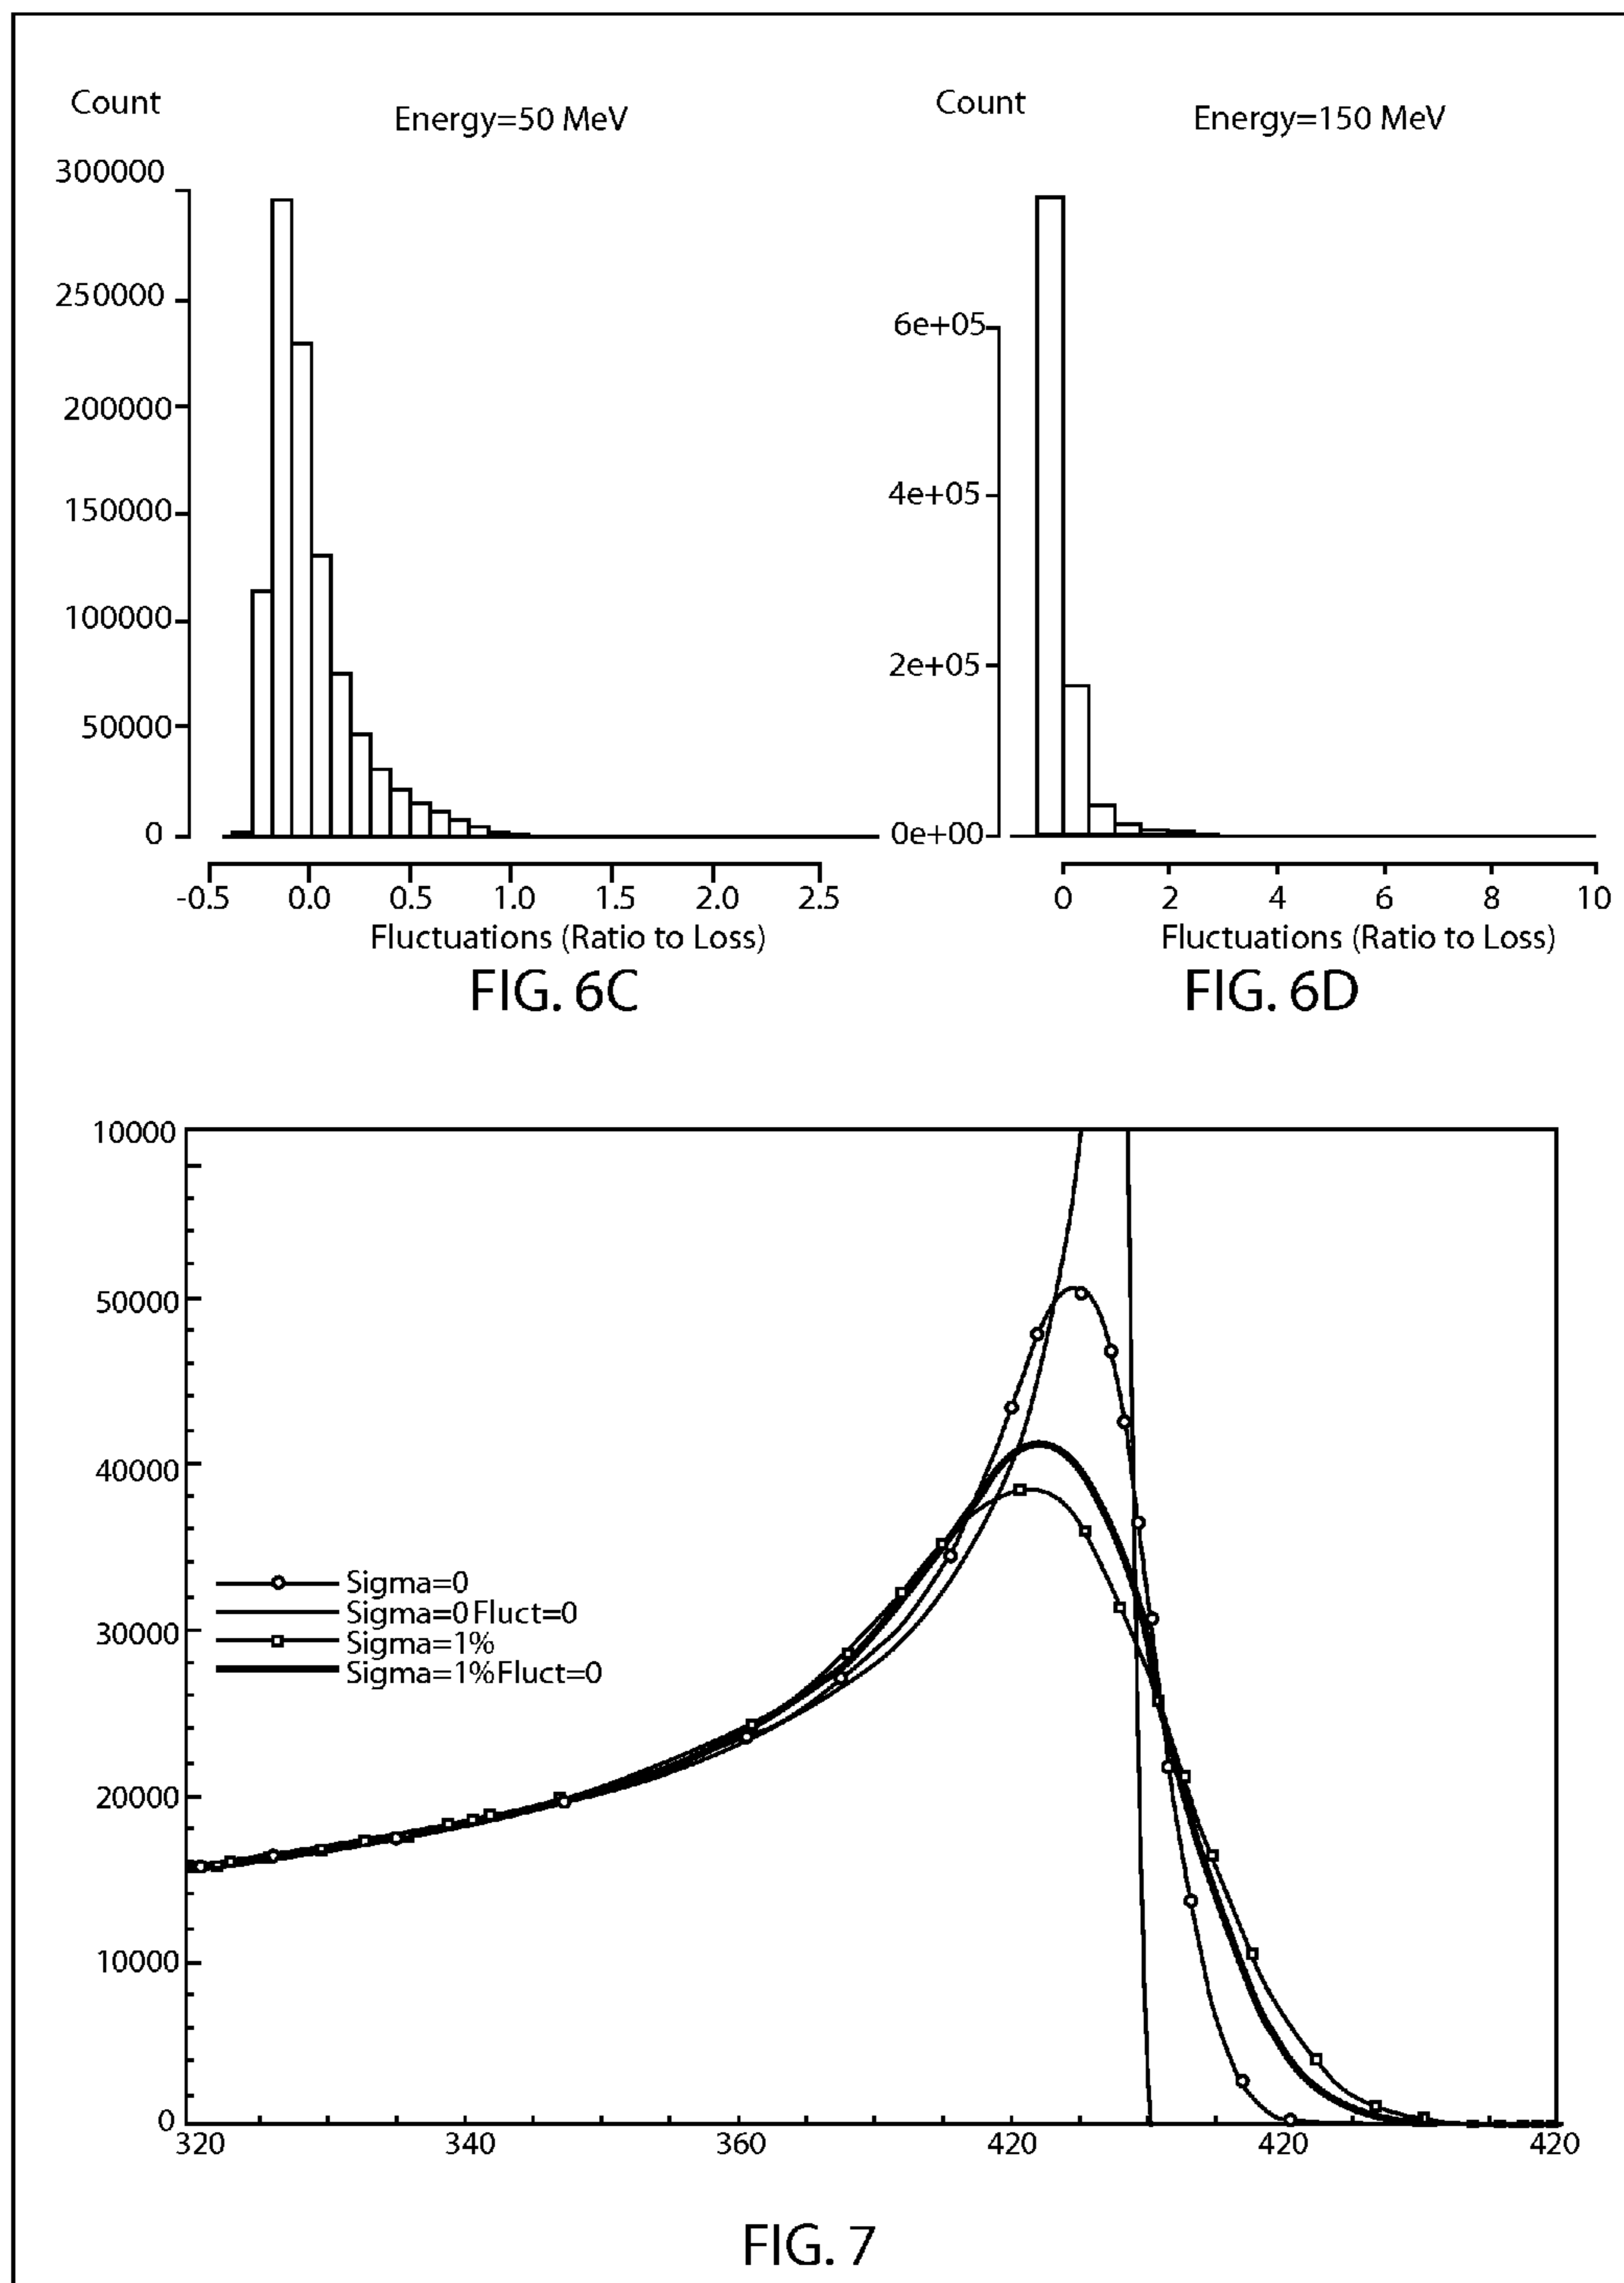 Count
Energy=50 MeV
300000
250000
200000
150000
100000
50000
0
-0.5 0.0 0.5 1.0 1.5 2.0 2.5
Fluctuations (Ratio to Loss)
FIG. 6C
Count
Energy=150 MeV
6e+05
4e+05
2e+05
0e+00
0 2 4 6 8 10
Fluctuations (Ratio to Loss)
FIG. 6D
10000
50000
40000
30000
20000
10000
0
Sigma=0
Sigma=0 Fluct=0
Sigma=1%
Sigma=1%Fluct=0
320 340 360 420 420 420
FIG. 7